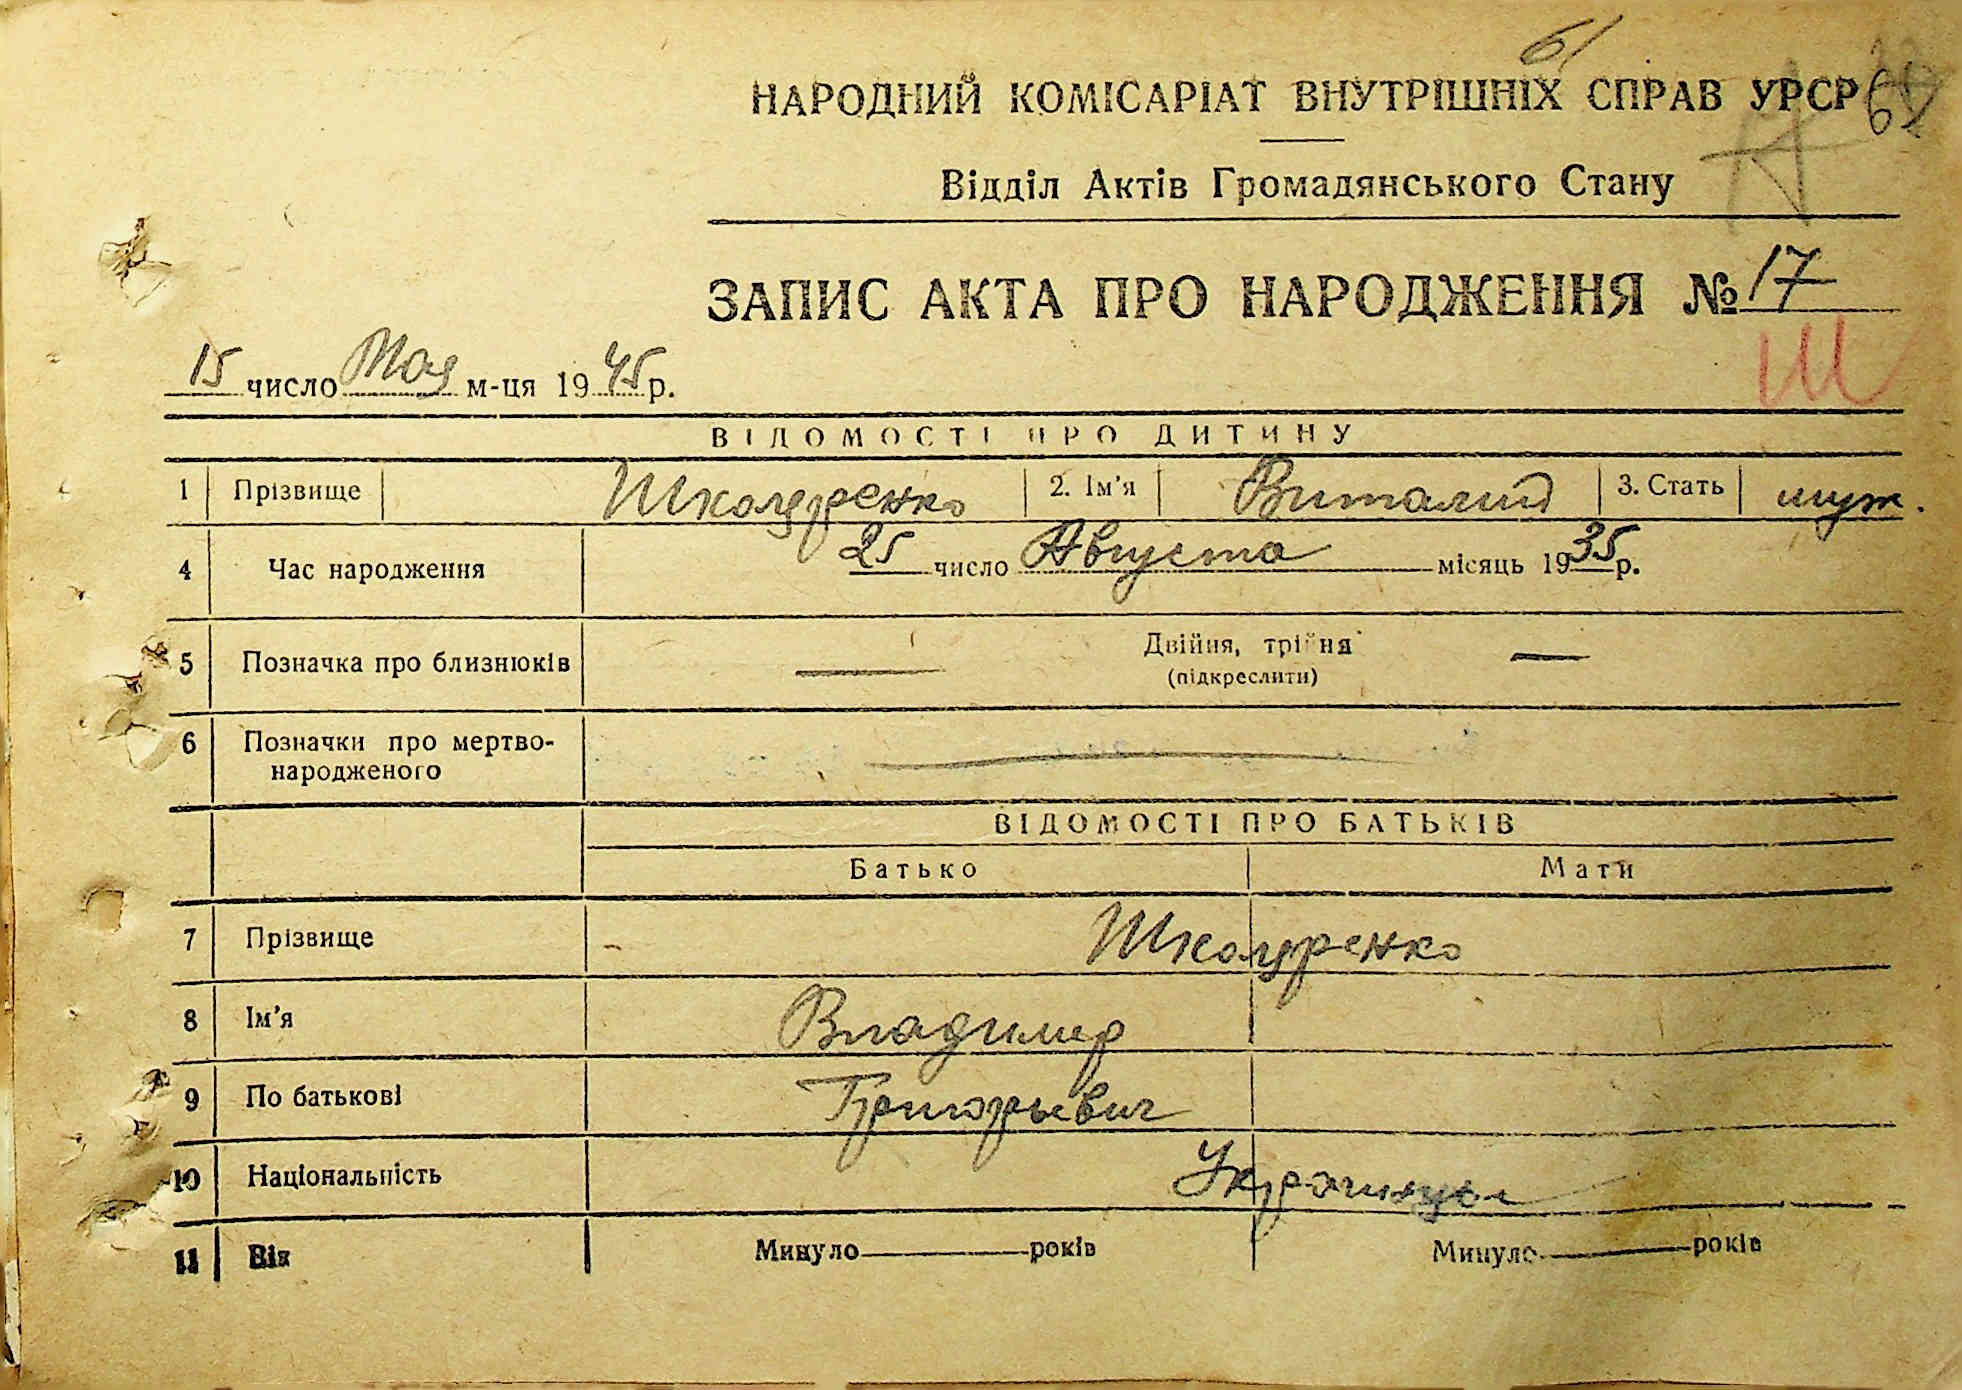 61
НАРОДНИЙ КОМІСАРІАТ ВНУТРІШНІХ СПРАВ УРСР
Відділ Актів Громадянського Стану
ЗАПИС АКТА ПРО НАРОДЖЕННЯ № 17
Ш
15 число Мая м-ця 1945 р.
ВІДОМОСТІ ПРО ДИТИНУ
1 Прізвище Школуренко 2. Ім'я Виталий 3. Стать муж.
4 Час народження 25 число Августа місяць 1935 р.
5 Позначка про близнюків — Двійня, трійня —
(підкреслити)
6 Позначки про мертво-
народженого
ВІДОМОСТІ ПРО БАТЬКІВ
Батько Мати
7 Прізвище Школуренко
8 Ім'я Владимир
9 По батькові Григорьевич
10 Національність Украинцы
11 Вік Минуло — років Минуло — років